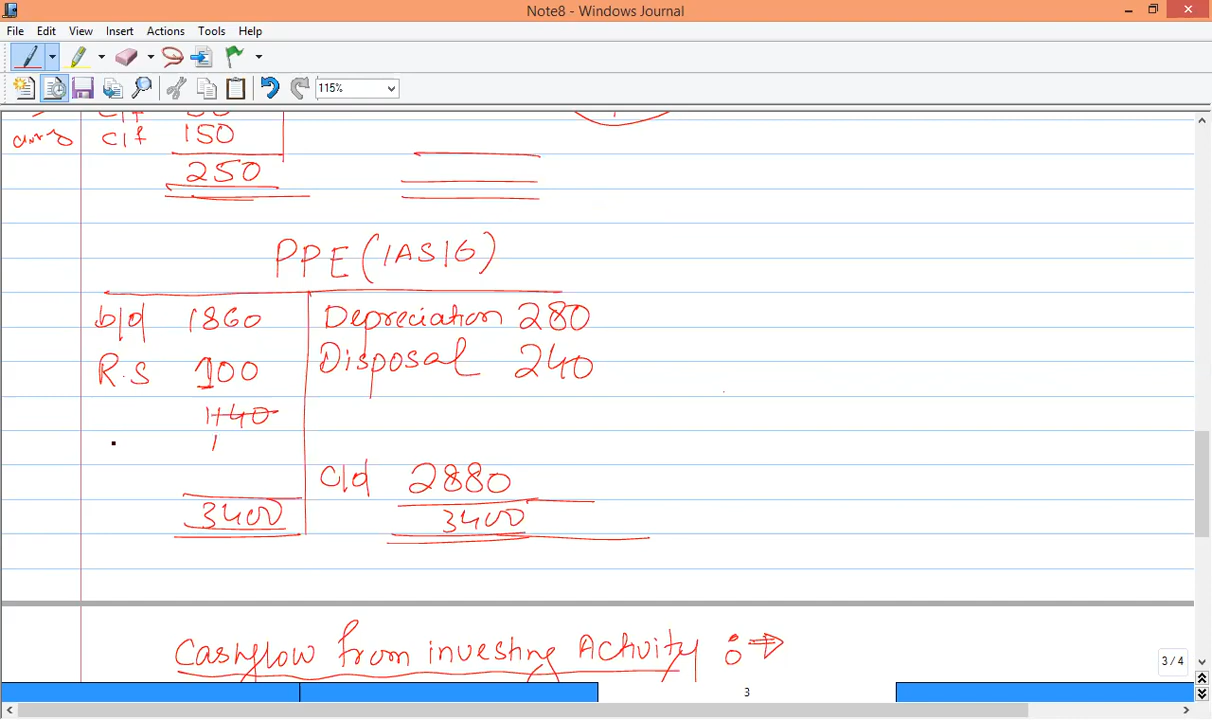 Note8 - Windows Journal
File Edit View Insert Actions Tools Help
115%
c/f 150
250
PPE (IAS16)
b/d 1860 Depreciation 280
R.S 100 Disposal 240
1440
c/d 2880
3400 3400
Cashflow from investing Activity :
3 / 4
3